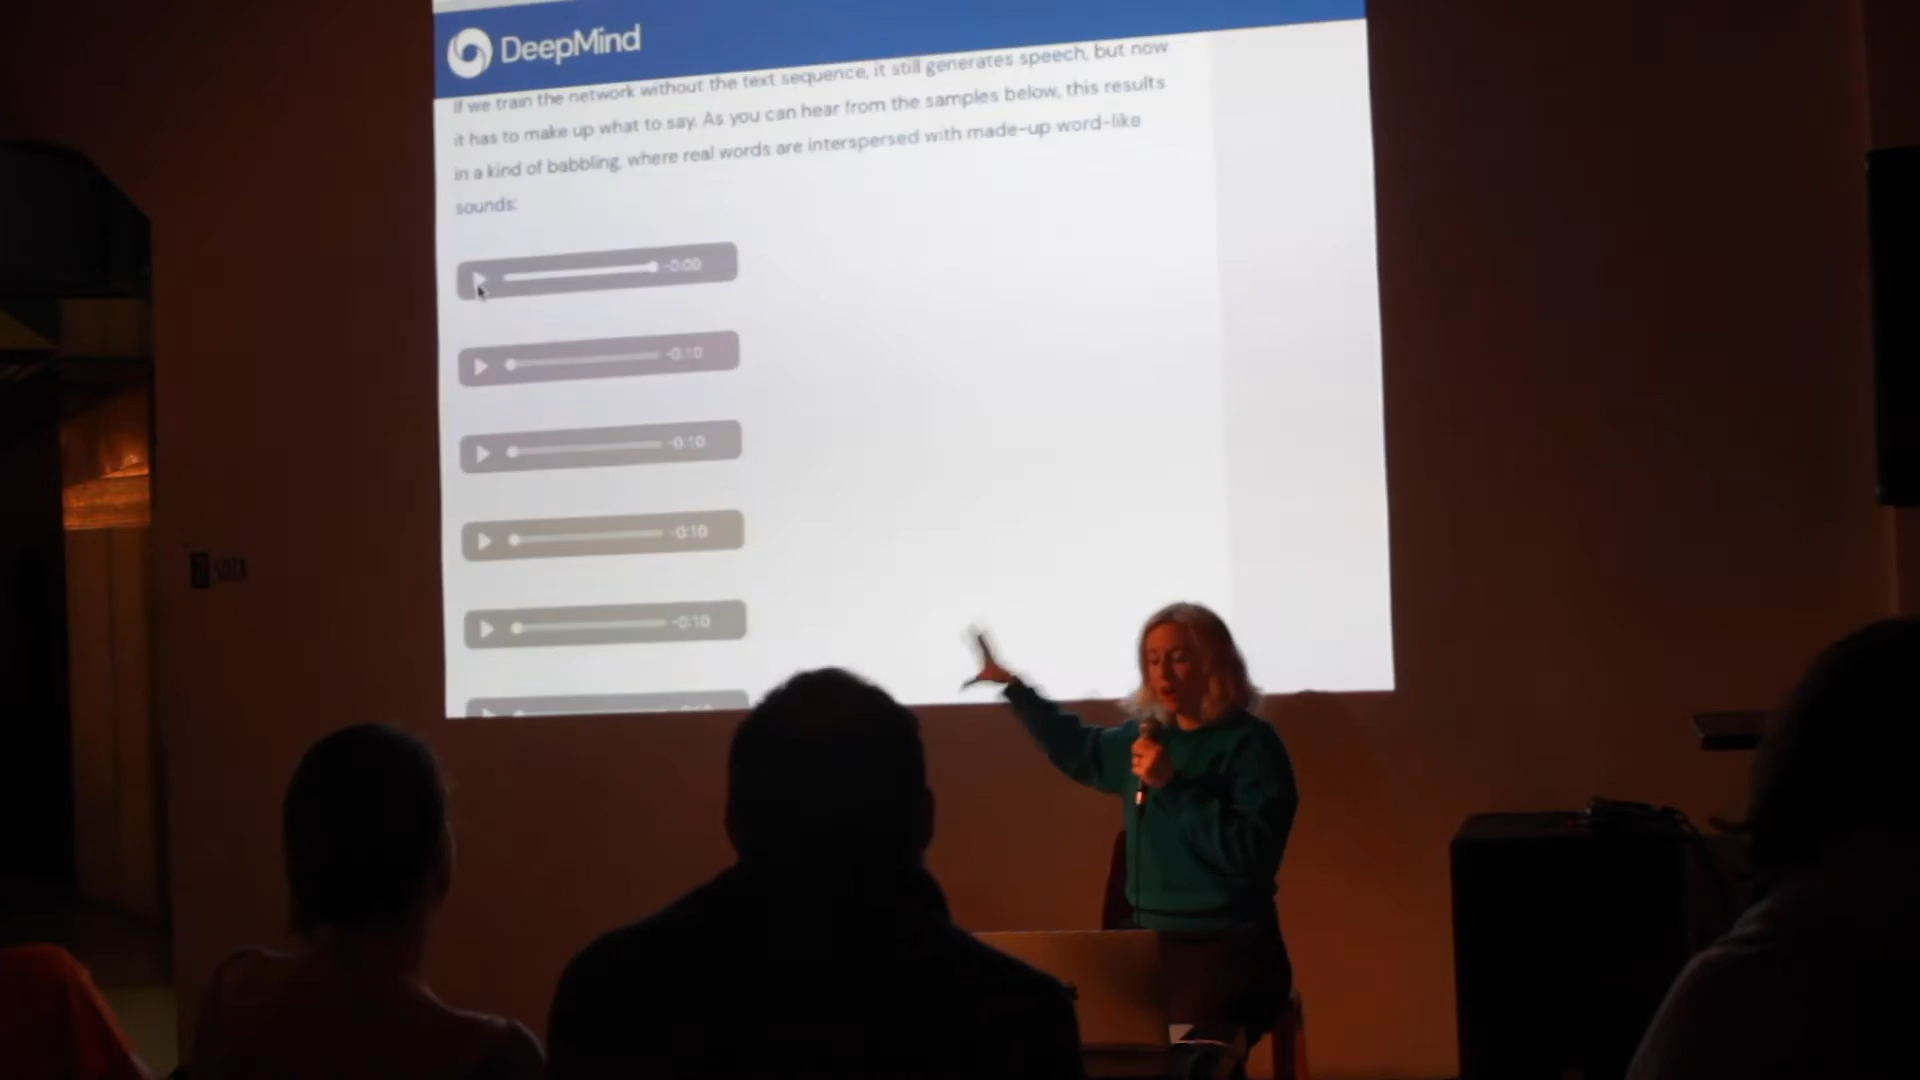 DeepMind
If we train the network without the text sequence, it still generates speech, but now
it has to make up what to say. As you can hear from the samples below, this results
in a kind of babbling, where real words are interspersed with made-up word-like
sounds:
-0:00
-0:10
-0:10
-0:10
-0:10